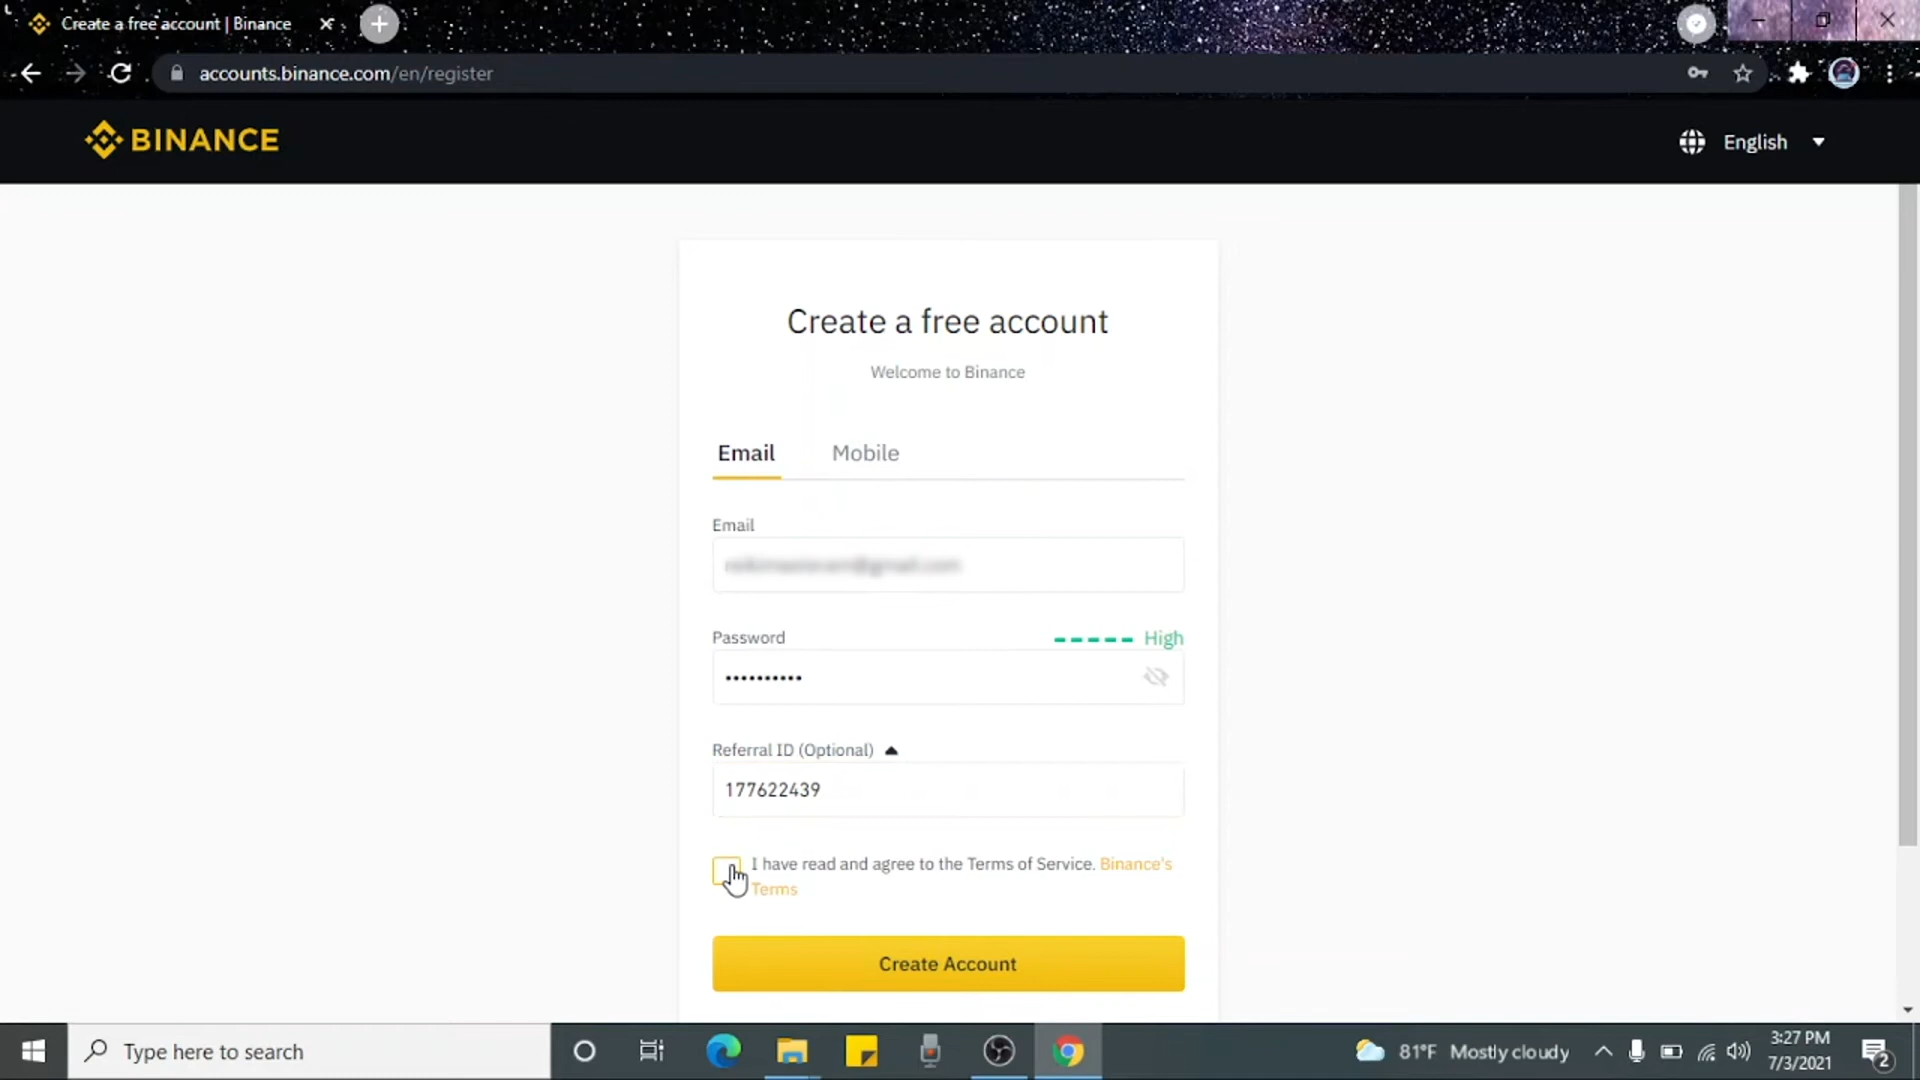 Create a free account | Binance
accounts.binance.com/en/register
BINANCE
English
Create a free account
Welcome to Binance
Email
Mobile
Email
Password
High
••••••••••
Referral ID (Optional)
177622439
I have read and agree to the Terms of Service. Binance's
Terms
Create Account
Type here to search
81°F Mostly cloudy
3:27 PM
7/3/2021
2